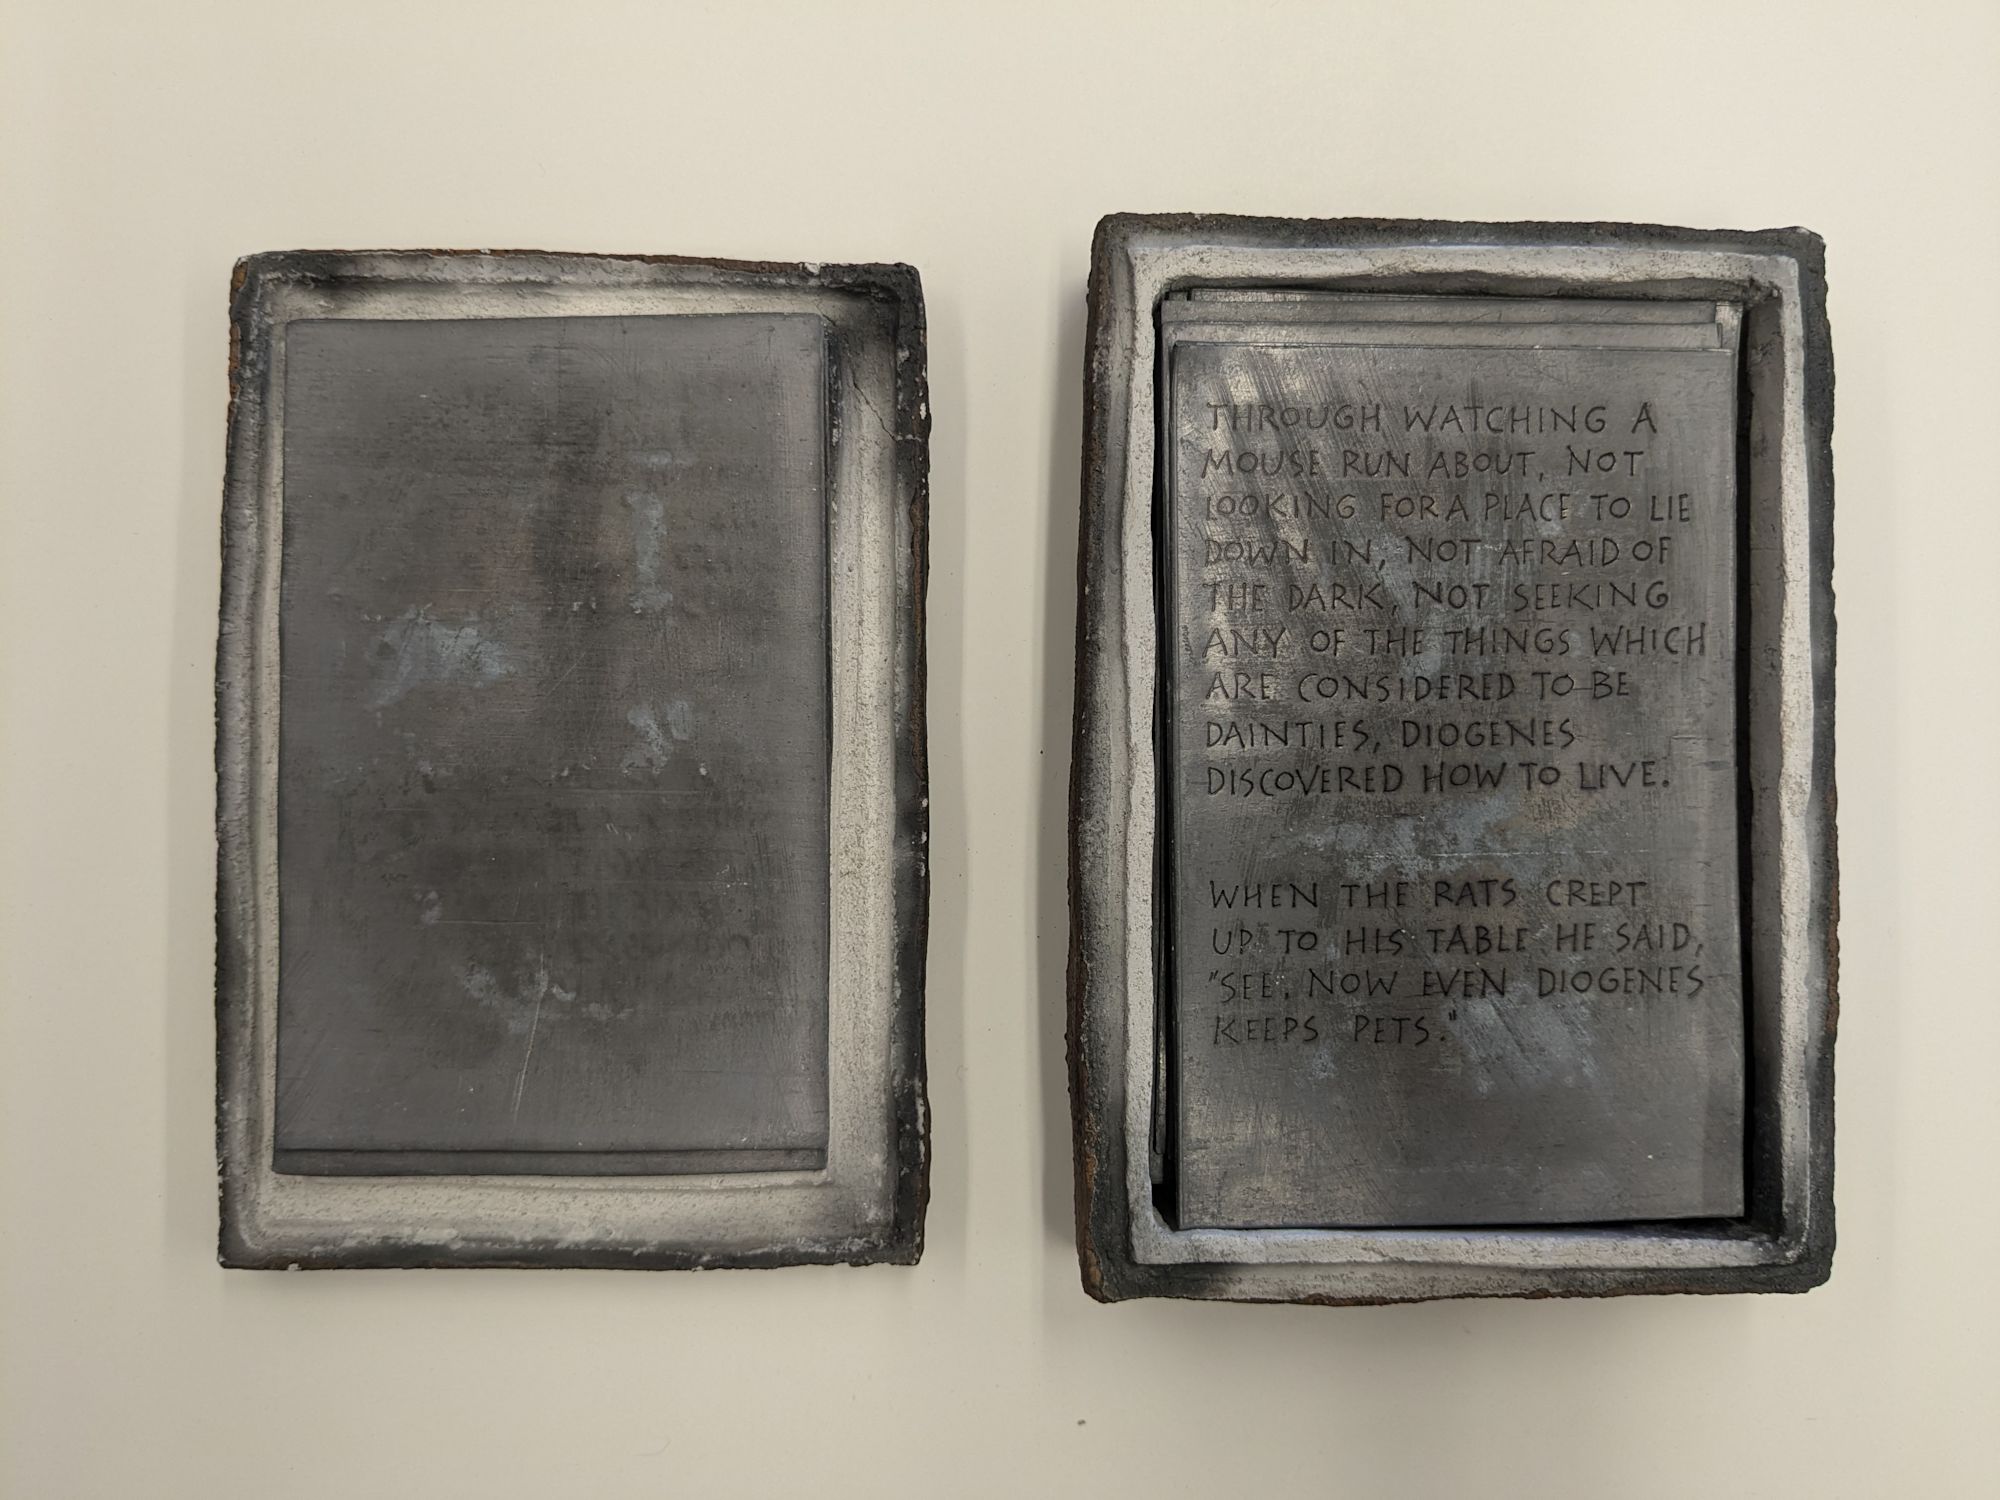 THROUGH WATCHING A
MOUSE RUN ABOUT, NOT
LOOKING FOR A PLACE TO LIE
DOWN IN, NOT AFRAID OF
THE DARK, NOT SEEKING
ANY OF THE THINGS WHICH
ARE CONSIDERED TO BE
DAINTIES, DIOGENES
DISCOVERED HOW TO LIVE.
WHEN THE RATS CREPT
UP TO HIS TABLE HE SAID,
"SEE, NOW EVEN DIOGENES
KEEPS PETS."